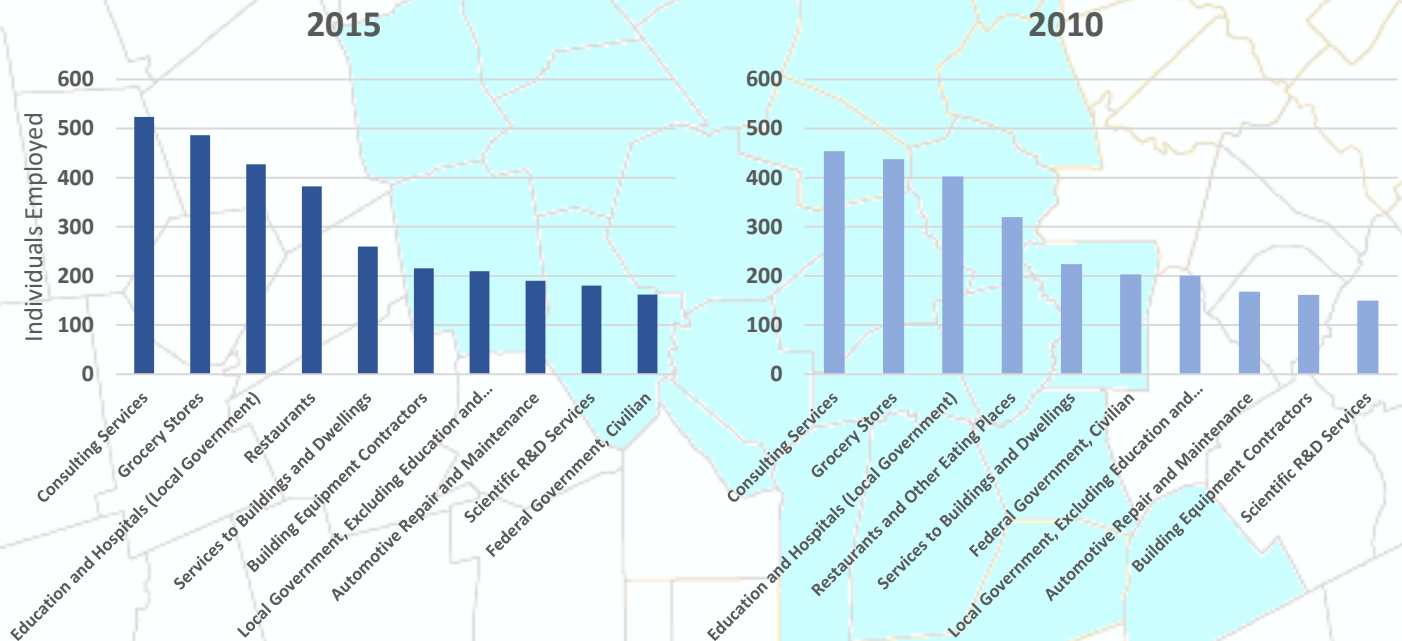 2015
Individuals Employed
600
500
400
300
200
100
0
Consulting Services
Grocery Stores
Education and Hospitals (Local Government)
Restaurants
Services to Buildings and Dwellings
Building Equipment Contractors
Local Government, Excluding Education and...
Automotive Repair and Maintenance
Scientific R&D Services
Federal Government, Civilian
2010
600
500
400
300
200
100
0
Consulting Services
Grocery Stores
Education and Hospitals (Local Government)
Restaurants and Other Eating Places
Services to Buildings and Dwellings
Federal Government, Civilian
Local Government, Excluding Education and...
Automotive Repair and Maintenance
Building Equipment Contractors
Scientific R&D Services